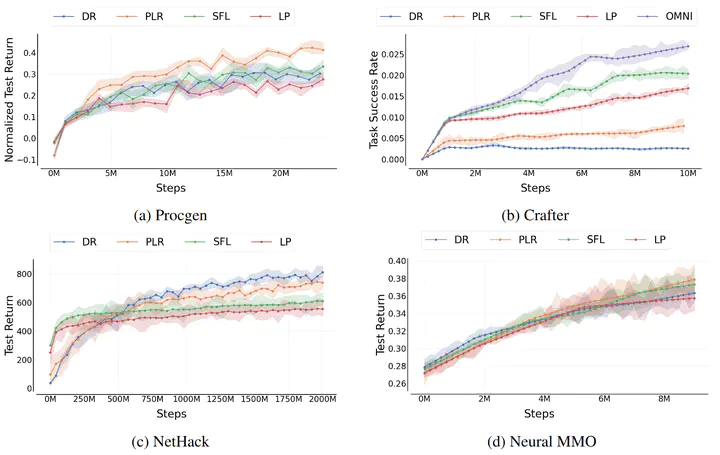 DR PLR SFL LP
Normalized Test Return
0.4
0.3
0.2
0.1
0.0
−0.1
0M 5M 10M 15M 20M
Steps
(a) Procgen
DR PLR SFL LP OMNI
Task Success Rate
0.025
0.020
0.015
0.010
0.005
0.000
0M 2M 4M 6M 8M 10M
Steps
(b) Crafter
DR PLR SFL LP
Test Return
800
600
400
200
0
0M 250M 500M 750M 1000M 1250M 1500M 1750M 2000M
Steps
(c) NetHack
DR PLR SFL LP
Test Return
0.40
0.38
0.36
0.34
0.32
0.30
0.28
0.26
0M 2M 4M 6M 8M
Steps
(d) Neural MMO